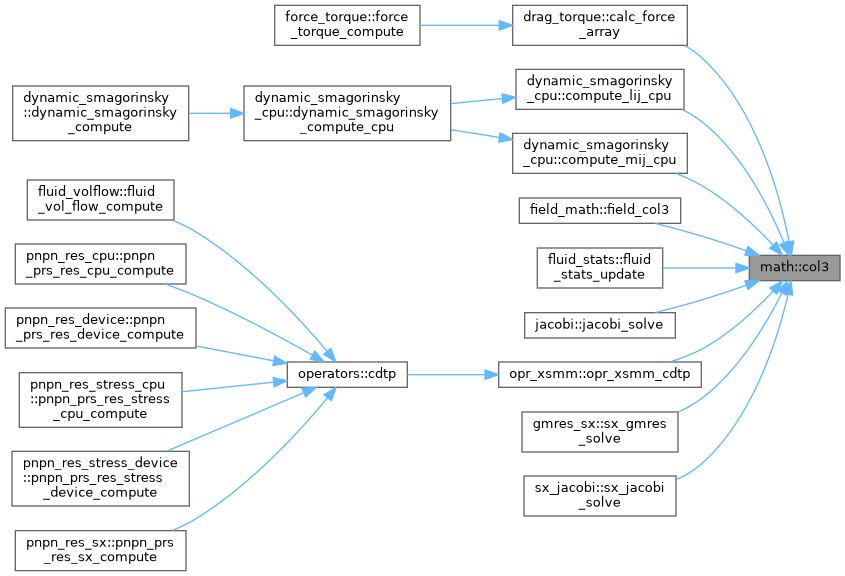 force_torque::force
_torque_compute
drag_torque::calc_force
_array
dynamic_smagorinsky
::dynamic_smagorinsky
_compute
dynamic_smagorinsky
_cpu::dynamic_smagorinsky
_compute_cpu
dynamic_smagorinsky
_cpu::compute_lij_cpu
dynamic_smagorinsky
_cpu::compute_mij_cpu
fluid_volflow::fluid
_vol_flow_compute
field_math::field_col3
pnpn_res_cpu::pnpn
_prs_res_cpu_compute
fluid_stats::fluid
_stats_update
math::col3
pnpn_res_device::pnpn
_prs_res_device_compute
jacobi::jacobi_solve
operators::cdtp
opr_xsmm::opr_xsmm_cdtp
pnpn_res_stress_cpu
::pnpn_prs_res_stress
_cpu_compute
gmres_sx::sx_gmres
_solve
pnpn_res_stress_device
::pnpn_prs_res_stress
_device_compute
sx_jacobi::sx_jacobi
_solve
pnpn_res_sx::pnpn_prs
_res_sx_compute